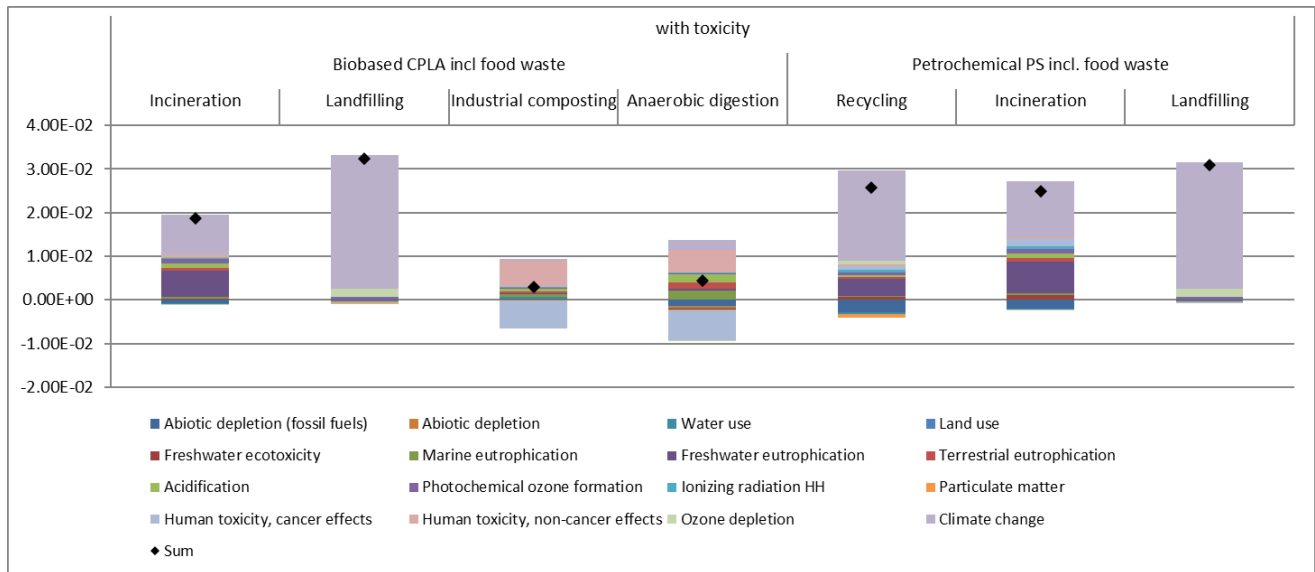 with toxicity
Biobased CPLA incl food waste Petrochemical PS incl. food waste
Incineration Landfilling Industrial composting Anaerobic digestion Recycling Incineration Landfilling
4.00E-02
3.00E-02
2.00E-02
1.00E-02
0.00E+00
-1.00E-02
-2.00E-02
Abiotic depletion (fossil fuels) Abiotic depletion Water use Land use
Freshwater ecotoxicity Marine eutrophication Freshwater eutrophication Terrestrial eutrophication
Acidification Photochemical ozone formation Ionizing radiation HH Particulate matter
Human toxicity, cancer effects Human toxicity, non-cancer effects Ozone depletion Climate change
Sum